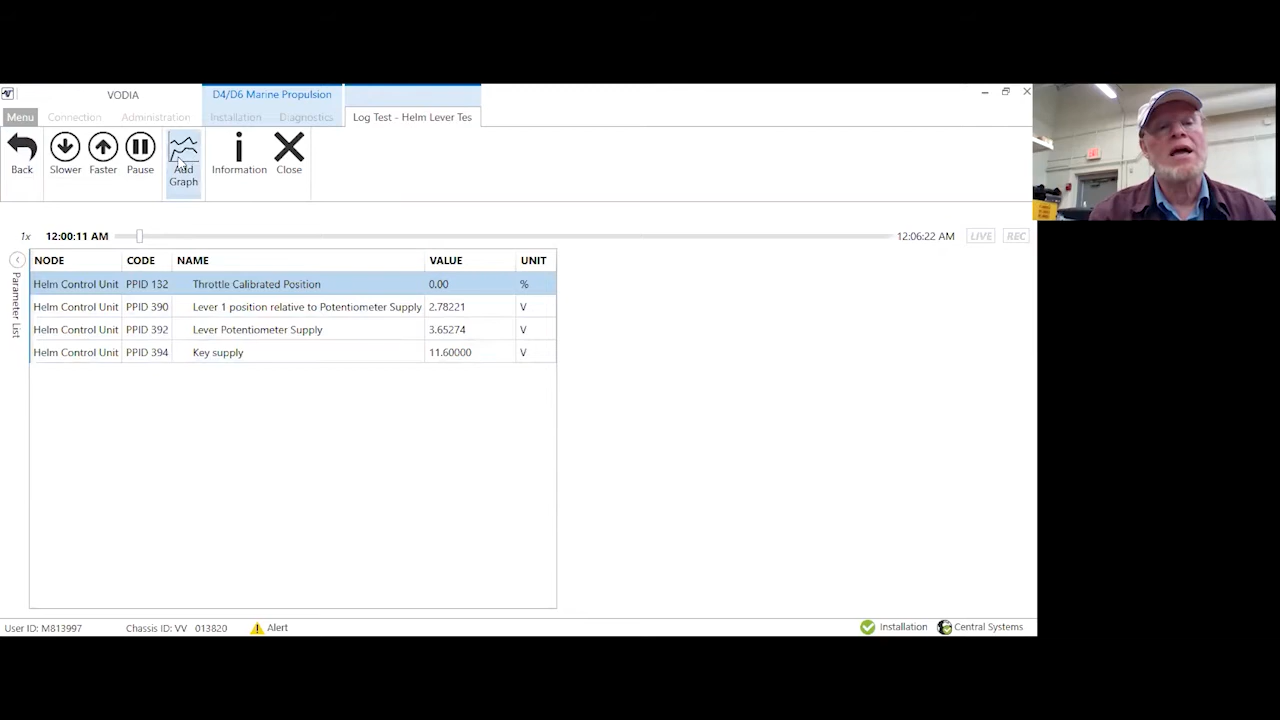 VODIA
D4/D6 Marine Propulsion
Menu Connection Administration Installation Diagnostics Log Test - Helm Lever Tes
Back Slower Faster Pause Add Graph Information Close
1x 12:00:11 AM 12:06:22 AM LIVE REC
Parameter List
NODE CODE NAME VALUE UNIT
Helm Control Unit PPID 132 Throttle Calibrated Position 0.00 %
Helm Control Unit PPID 390 Lever 1 position relative to Potentiometer Supply 2.78221 V
Helm Control Unit PPID 392 Lever Potentiometer Supply 3.65274 V
Helm Control Unit PPID 394 Key supply 11.60000 V
User ID: M813997 Chassis ID: VV 013820 Alert Installation Central Systems